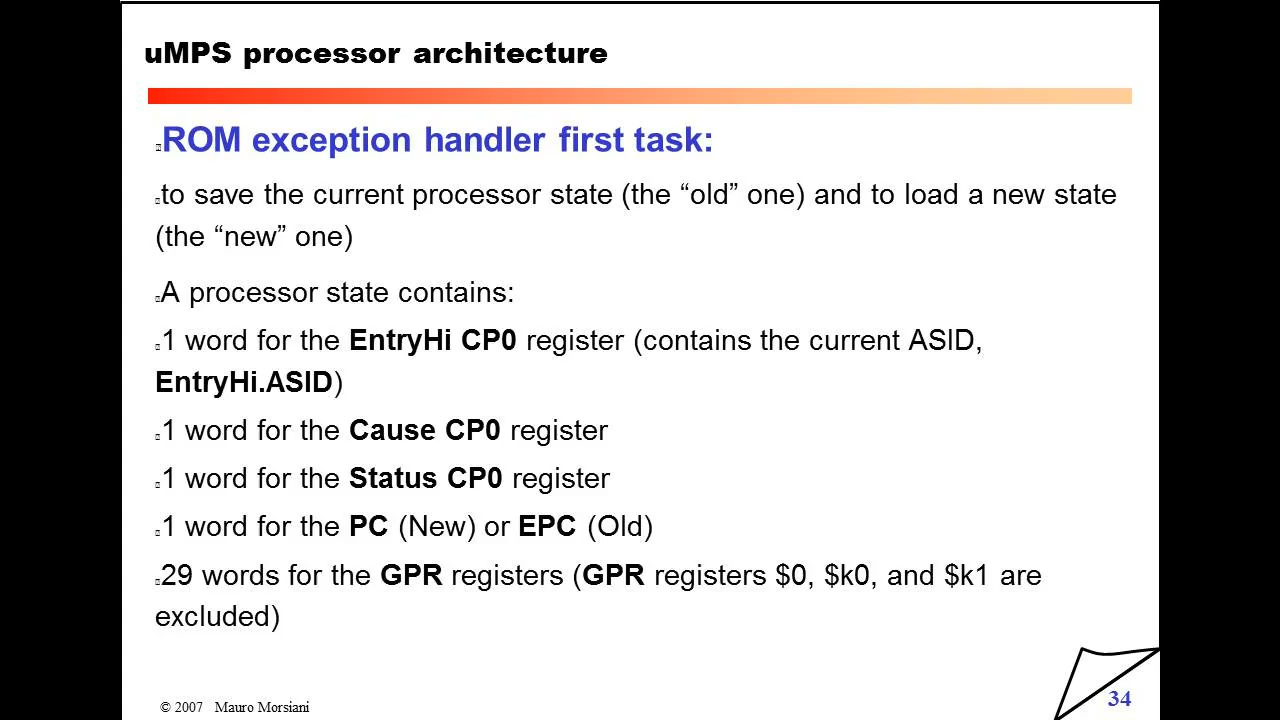 uMPS processor architecture
ROM exception handler first task:
to save the current processor state (the “old” one) and to load a new state
(the “new” one)
A processor state contains:
1 word for the EntryHi CP0 register (contains the current ASID,
EntryHi.ASID)
1 word for the Cause CP0 register
1 word for the Status CP0 register
1 word for the PC (New) or EPC (Old)
29 words for the GPR registers (GPR registers $0, $k0, and $k1 are
excluded)
© 2007 Mauro Morsiani
34